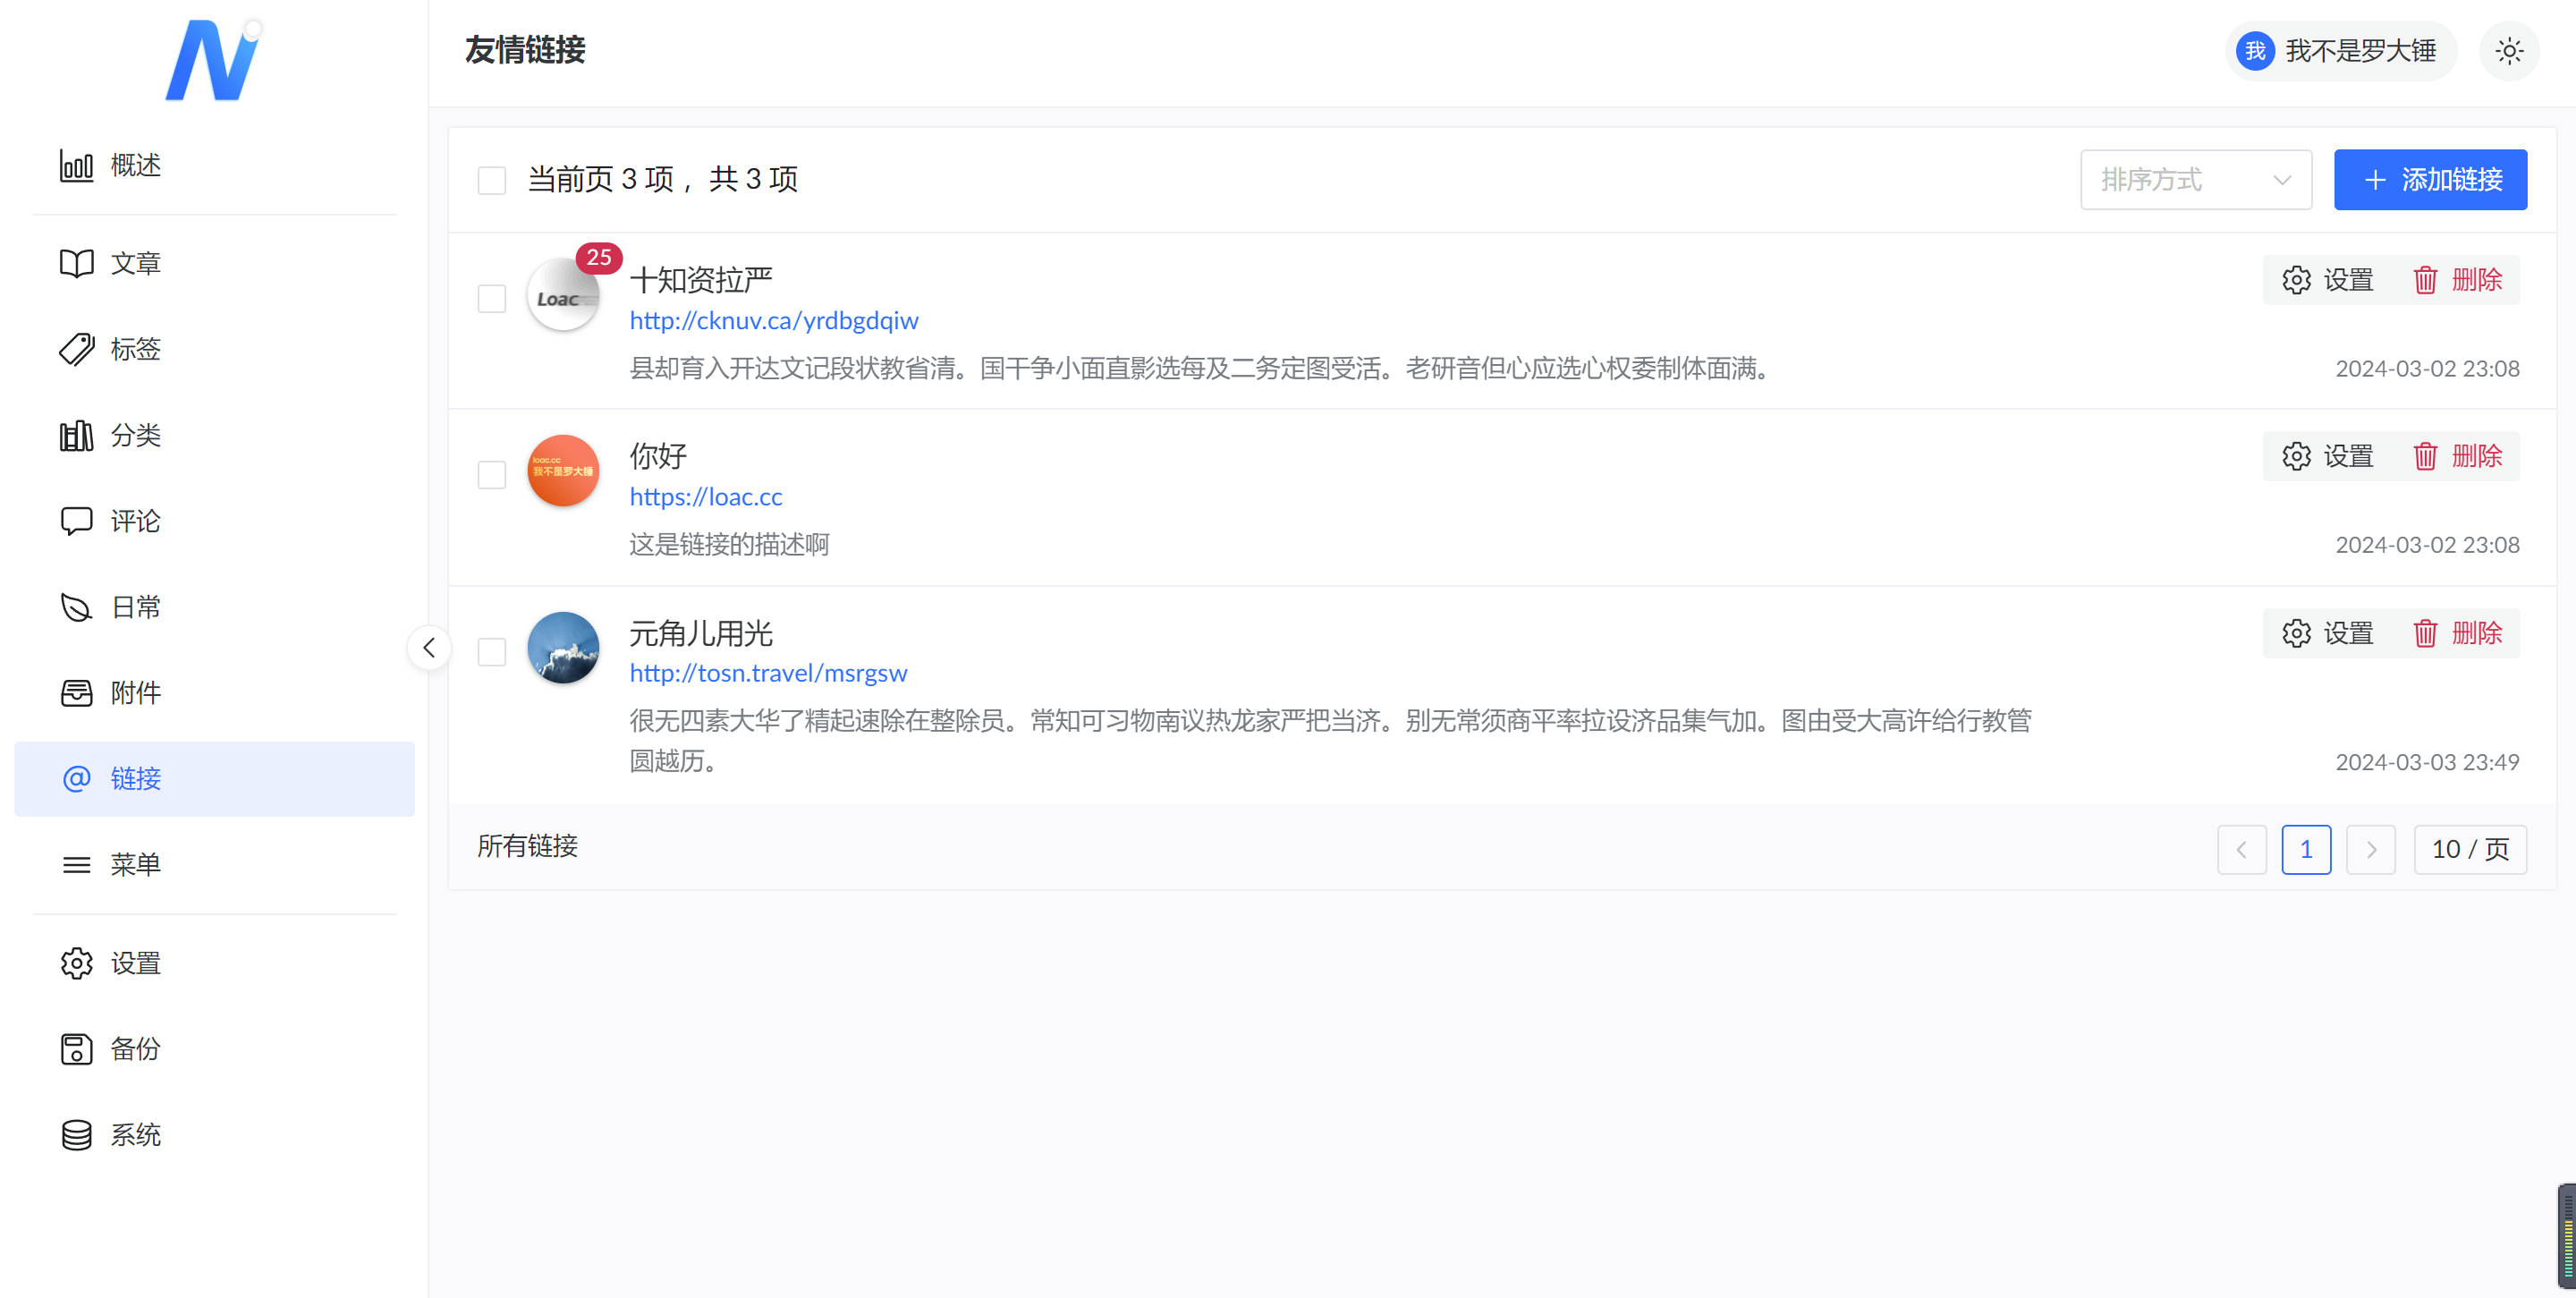 友情链接
我 我不是罗大锤
概述
文章
标签
分类
评论
日常
附件
链接
菜单
设置
备份
系统
当前页 3 项， 共 3 项
排序方式
添加链接
25
Loac
十知资拉严
http://cknuv.ca/yrdbgdqiw
县却育入开达文记段状教省清。国干争小面直影选每及二务定图受活。老研音但心应选心权委制体面满。
设置 删除
2024-03-02 23:08
loac.cc
我不是罗大锤
你好
https://loac.cc
这是链接的描述啊
设置 删除
2024-03-02 23:08
元角儿用光
http://tosn.travel/msrgsw
很无四素大华了精起速除在整除员。常知可习物南议热龙家严把当济。别无常须商平率拉设济品集气加。图由受大高许给行教管
圆越历。
设置 删除
2024-03-03 23:49
所有链接
1
10 / 页